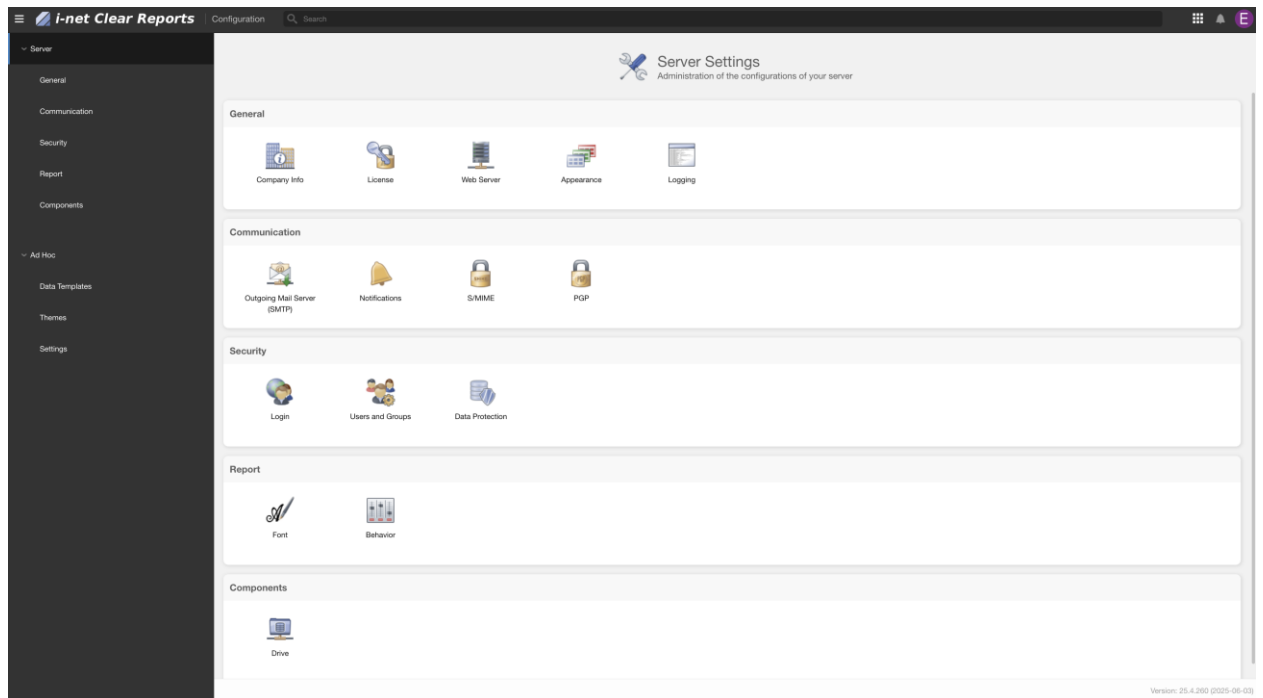 i-net Clear Reports
Configuration
Search
E
Server
General
Communication
Security
Report
Components
Ad Hoc
Data Templates
Themes
Settings
Server Settings
Administration of the configurations of your server
General
Company Info
License
Web Server
Appearance
Logging
Communication
Outgoing Mail Server
(SMTP)
Notifications
S/MIME
PGP
Security
Login
Users and Groups
Data Protection
Report
Font
Behavior
Components
Drive
Version: 25.4.260 (2025-06-03)